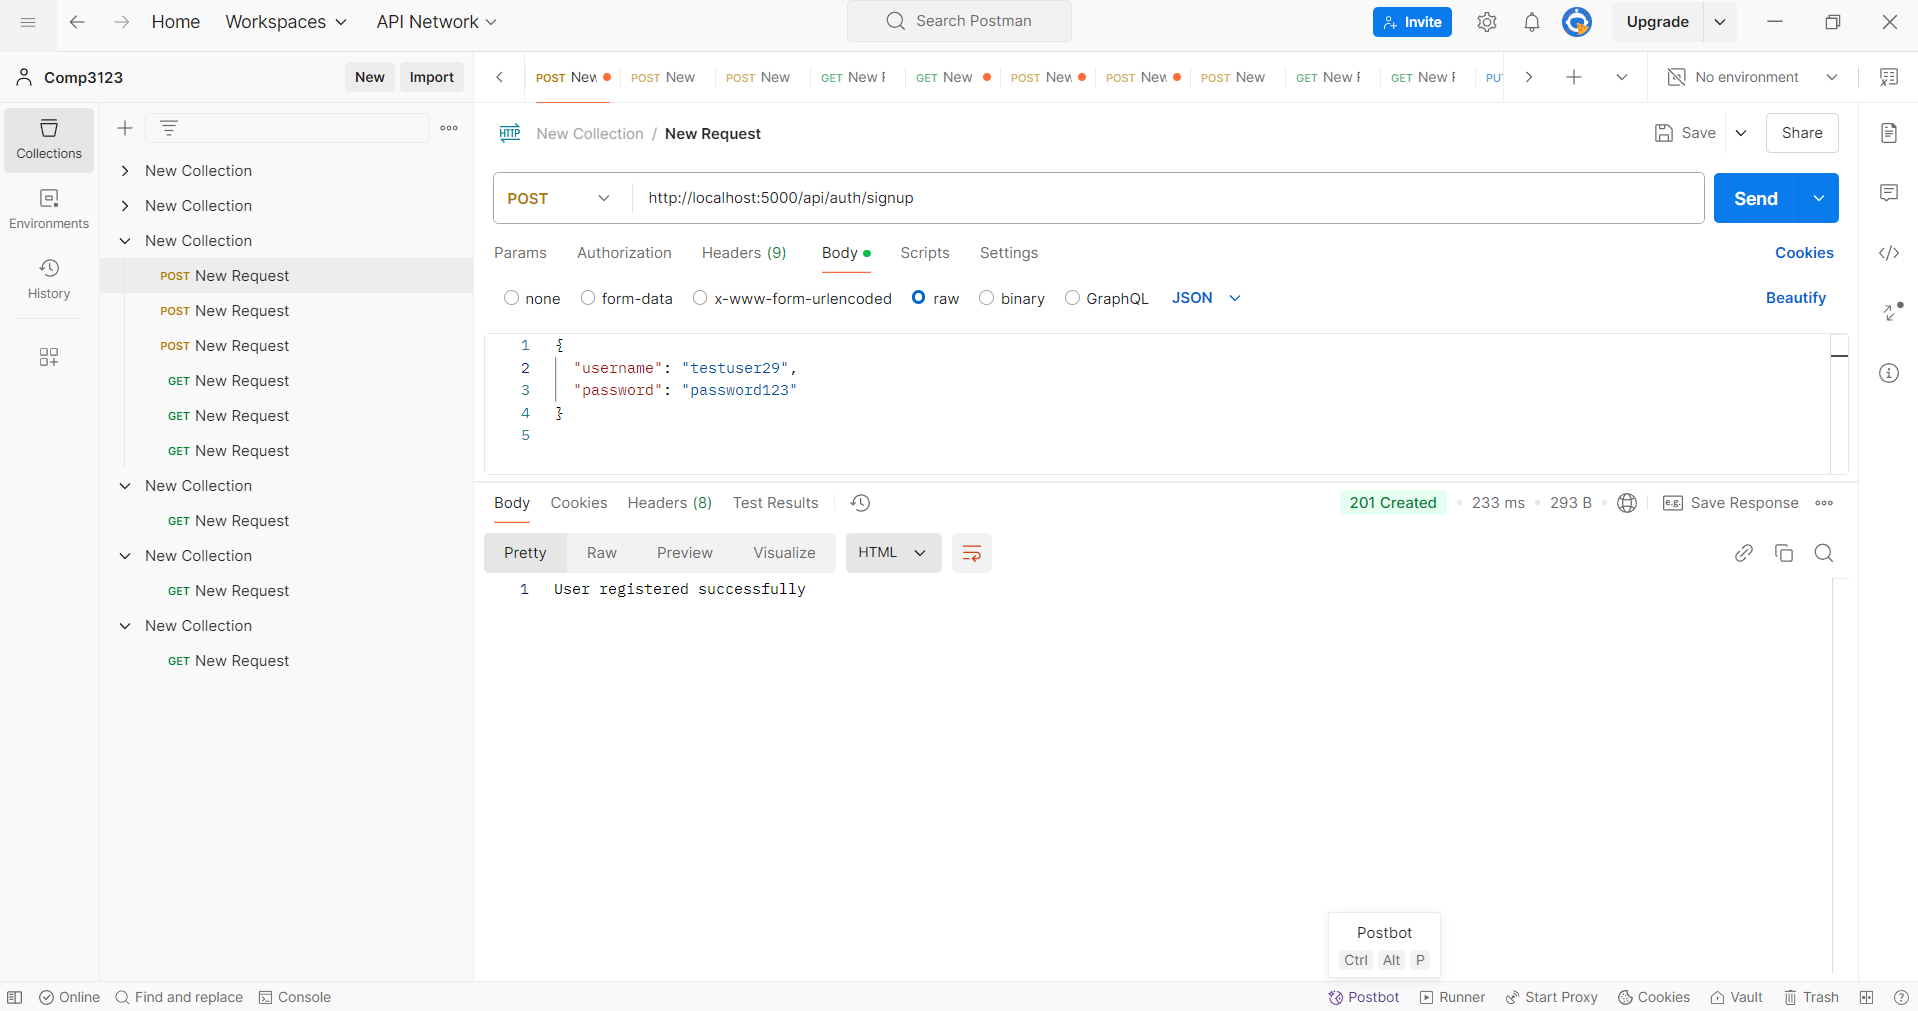 Home Workspaces API Network Search Postman Invite Upgrade
Comp3123 New Import
POST New POST New POST New GET New GET New POST New POST New POST New GET New GET New No environment
Collections
Environments
History
New Collection
New Collection
New Collection
POST New Request
POST New Request
POST New Request
GET New Request
GET New Request
GET New Request
New Collection
GET New Request
New Collection
GET New Request
New Collection
GET New Request
HTTP New Collection / New Request Save Share
POST http://localhost:5000/api/auth/signup Send
Params Authorization Headers (9) Body Scripts Settings Cookies
none form-data x-www-form-urlencoded raw binary GraphQL JSON Beautify
1 {
2 "username": "testuser29",
3 "password": "password123"
4 }
5
Body Cookies Headers (8) Test Results 201 Created 233 ms 293 B e.g. Save Response
Pretty Raw Preview Visualize HTML
1 User registered successfully
Postbot
Ctrl Alt P
Online Find and replace Console Postbot Runner Start Proxy Cookies Vault Trash